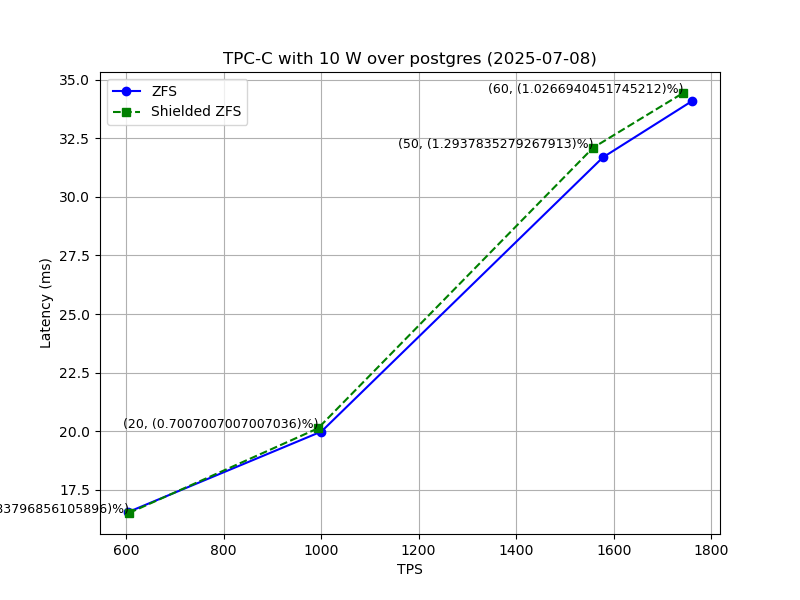 TPC-C with 10 W over postgres (2025-07-08)
ZFS
Shielded ZFS
(60, (1.0266940451745212)%)
(50, (1.2937835279267913)%)
(20, (0.7007007007007036)%)
83796856105896)%)
35.0
32.5
30.0
27.5
25.0
22.5
20.0
17.5
Latency (ms)
600 800 1000 1200 1400 1600 1800
TPS